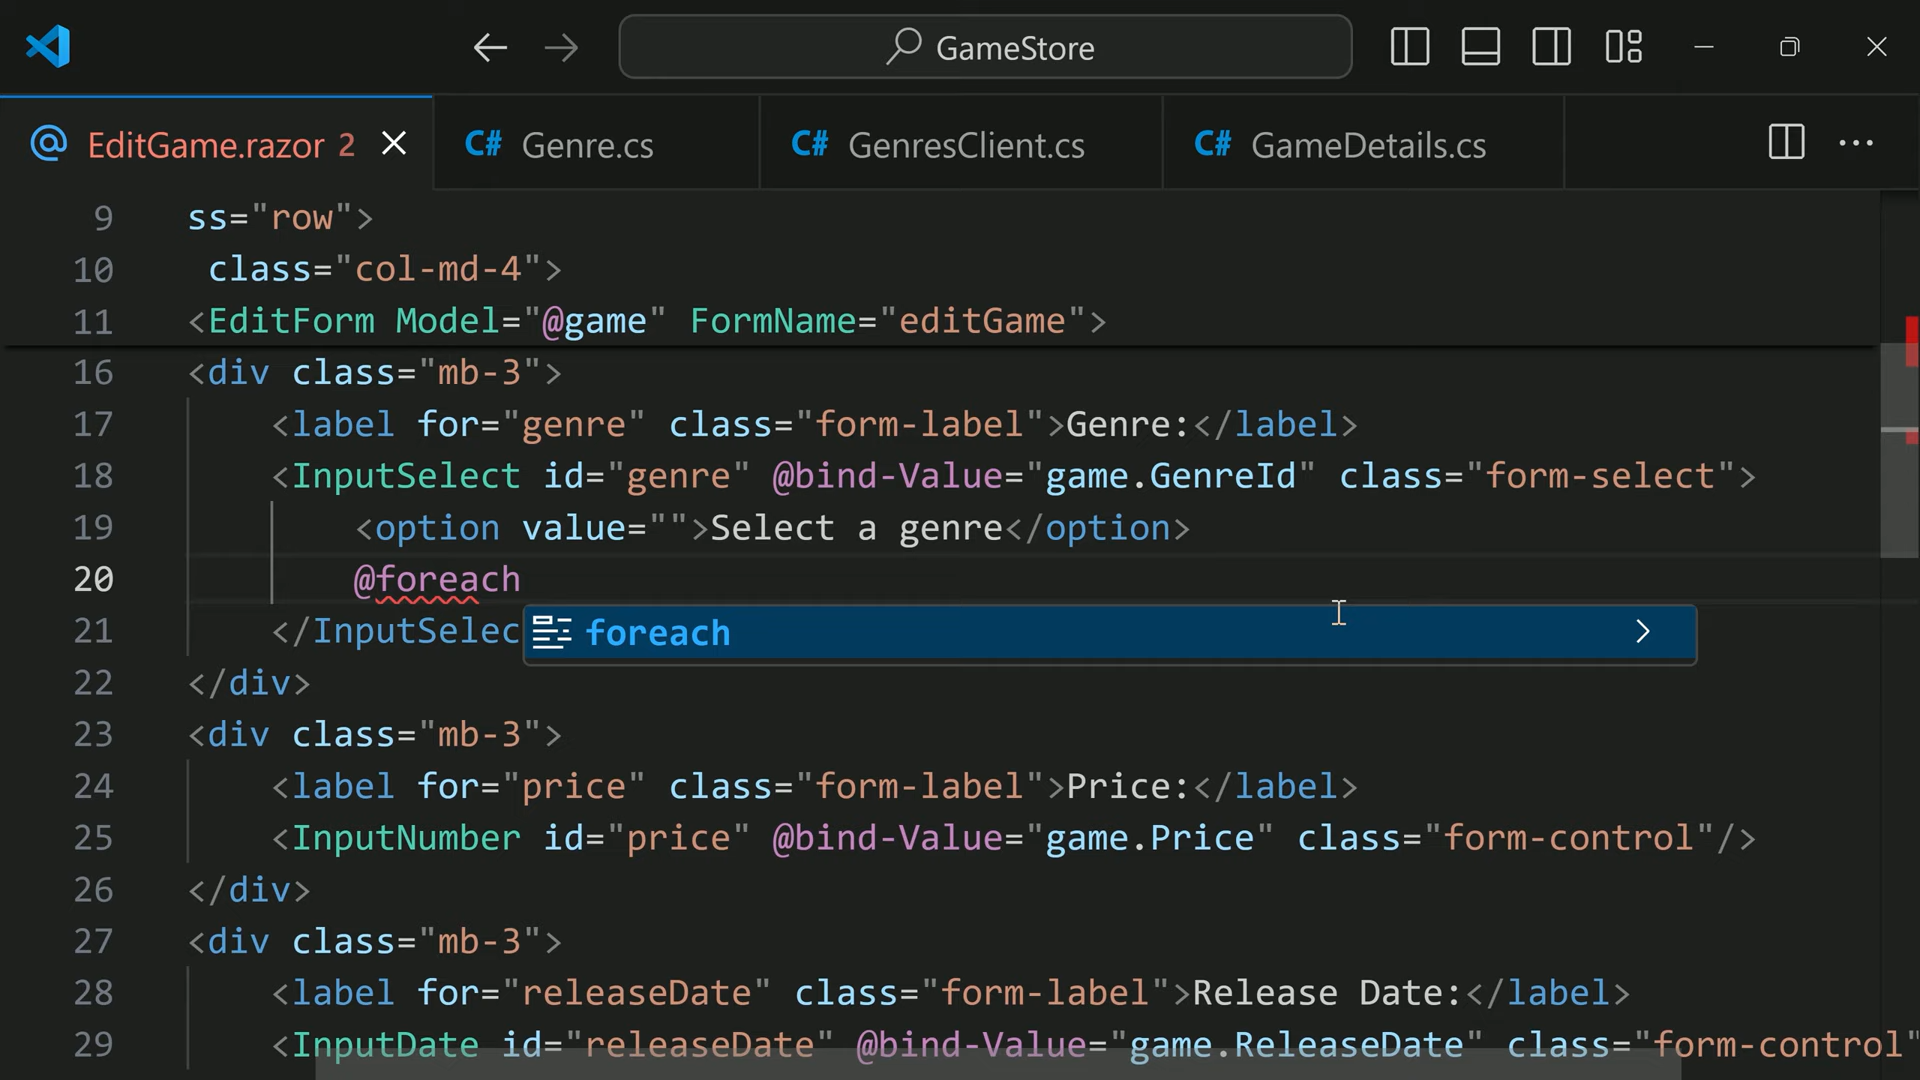 GameStore
EditGame.razor 2
C# Genre.cs
C# GenresClient.cs
C# GameDetails.cs
9 ss="row">
10 class="col-md-4">
11 <EditForm Model="@game" FormName="editGame">
16 <div class="mb-3">
17 <label for="genre" class="form-label">Genre:</label>
18 <InputSelect id="genre" @bind-Value="game.GenreId" class="form-select">
19 <option value="">Select a genre</option>
20 @foreach
foreach
21 </InputSelec
22 </div>
23 <div class="mb-3">
24 <label for="price" class="form-label">Price:</label>
25 <InputNumber id="price" @bind-Value="game.Price" class="form-control"/>
26 </div>
27 <div class="mb-3">
28 <label for="releaseDate" class="form-label">Release Date:</label>
29 <InputDate id="releaseDate" @bind-Value="game.ReleaseDate" class="form-control"